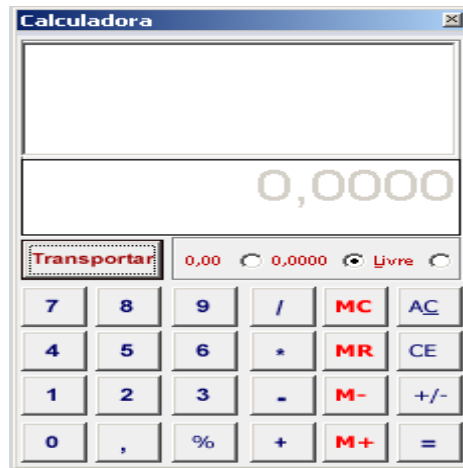 Calculadora
0,0000
Transportar 0,00 0,0000 Livre
7 8 9 / MC AC
4 5 6 * MR CE
1 2 3 - M- +/-
0 , % + M+ =